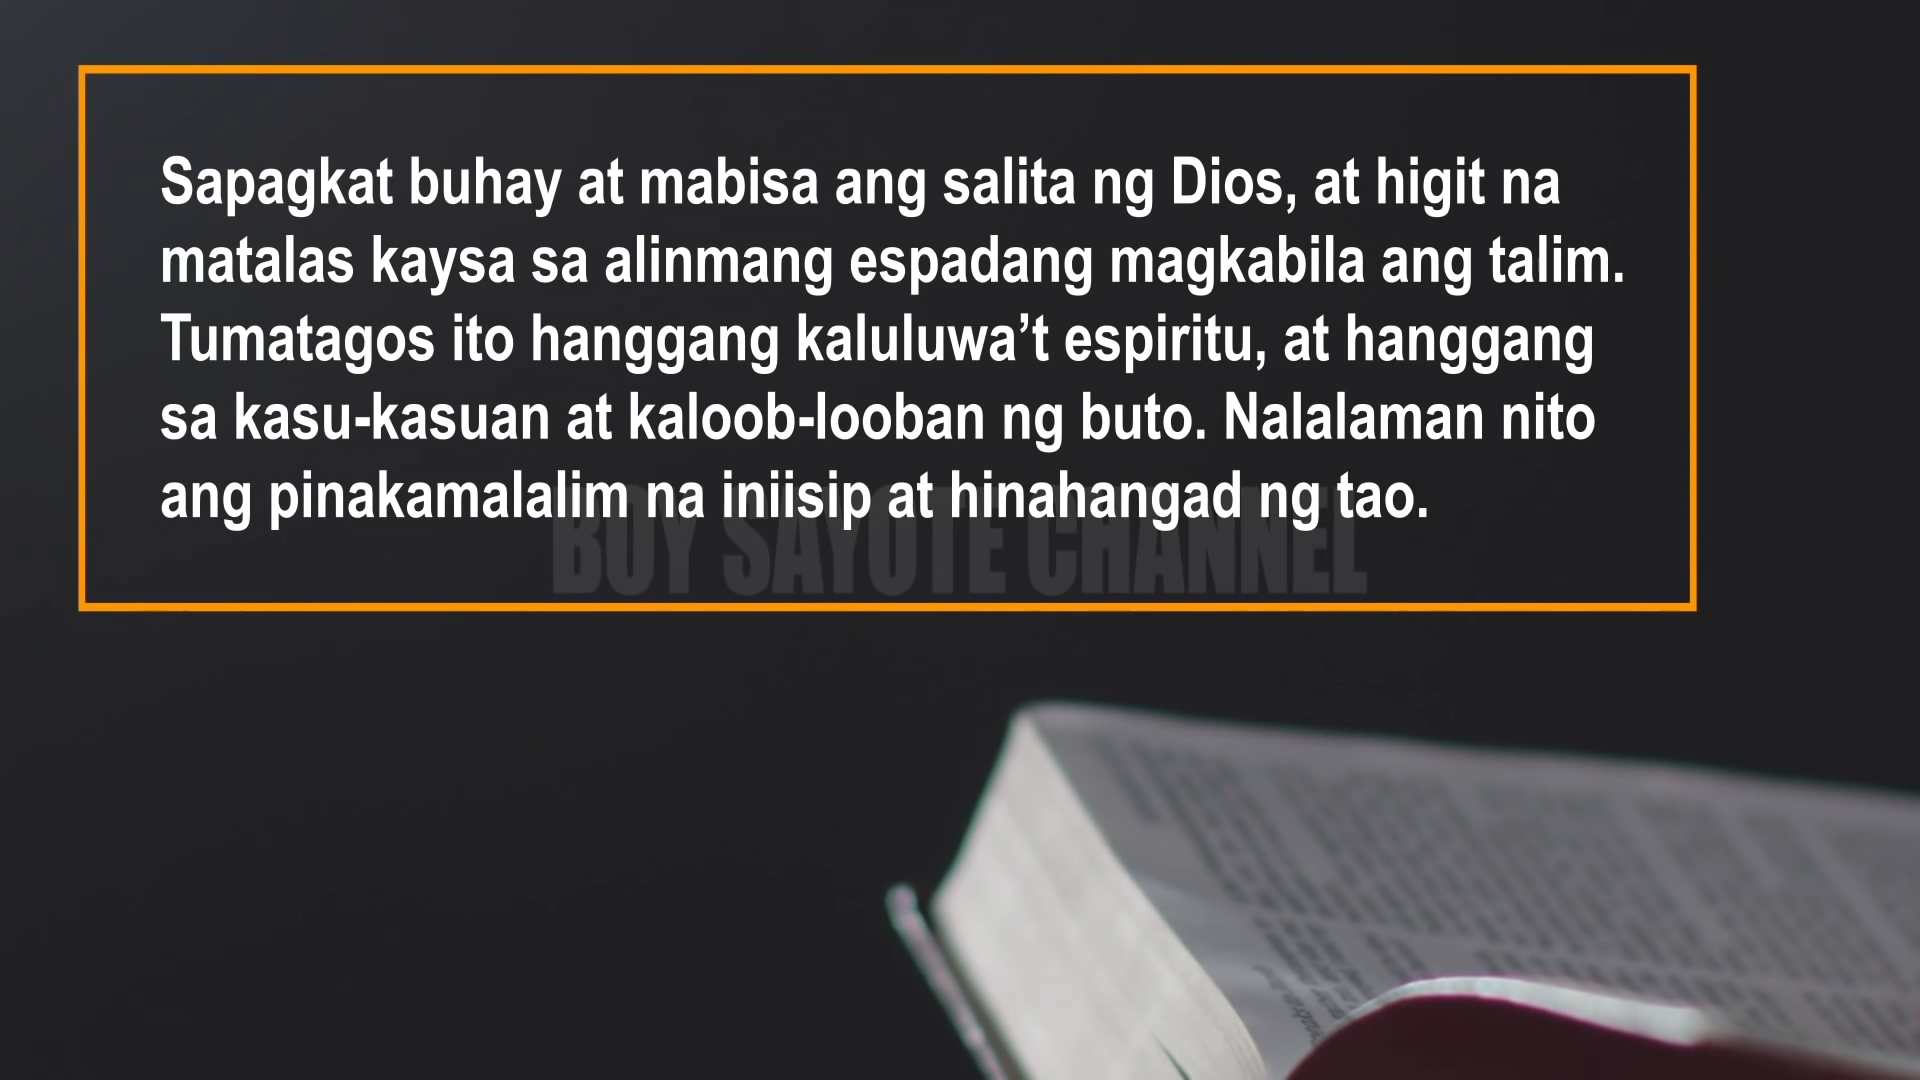 Sapagkat buhay at mabisa ang salita ng Dios, at higit na
matalas kaysa sa alinmang espadang magkabila ang talim.
Tumatagos ito hanggang kaluluwa’t espiritu, at hanggang
sa kasu-kasuan at kaloob-looban ng buto. Nalalaman nito
ang pinakamalalim na iniisip at hinahangad ng tao.
BOY SAYOTE CHANNEL